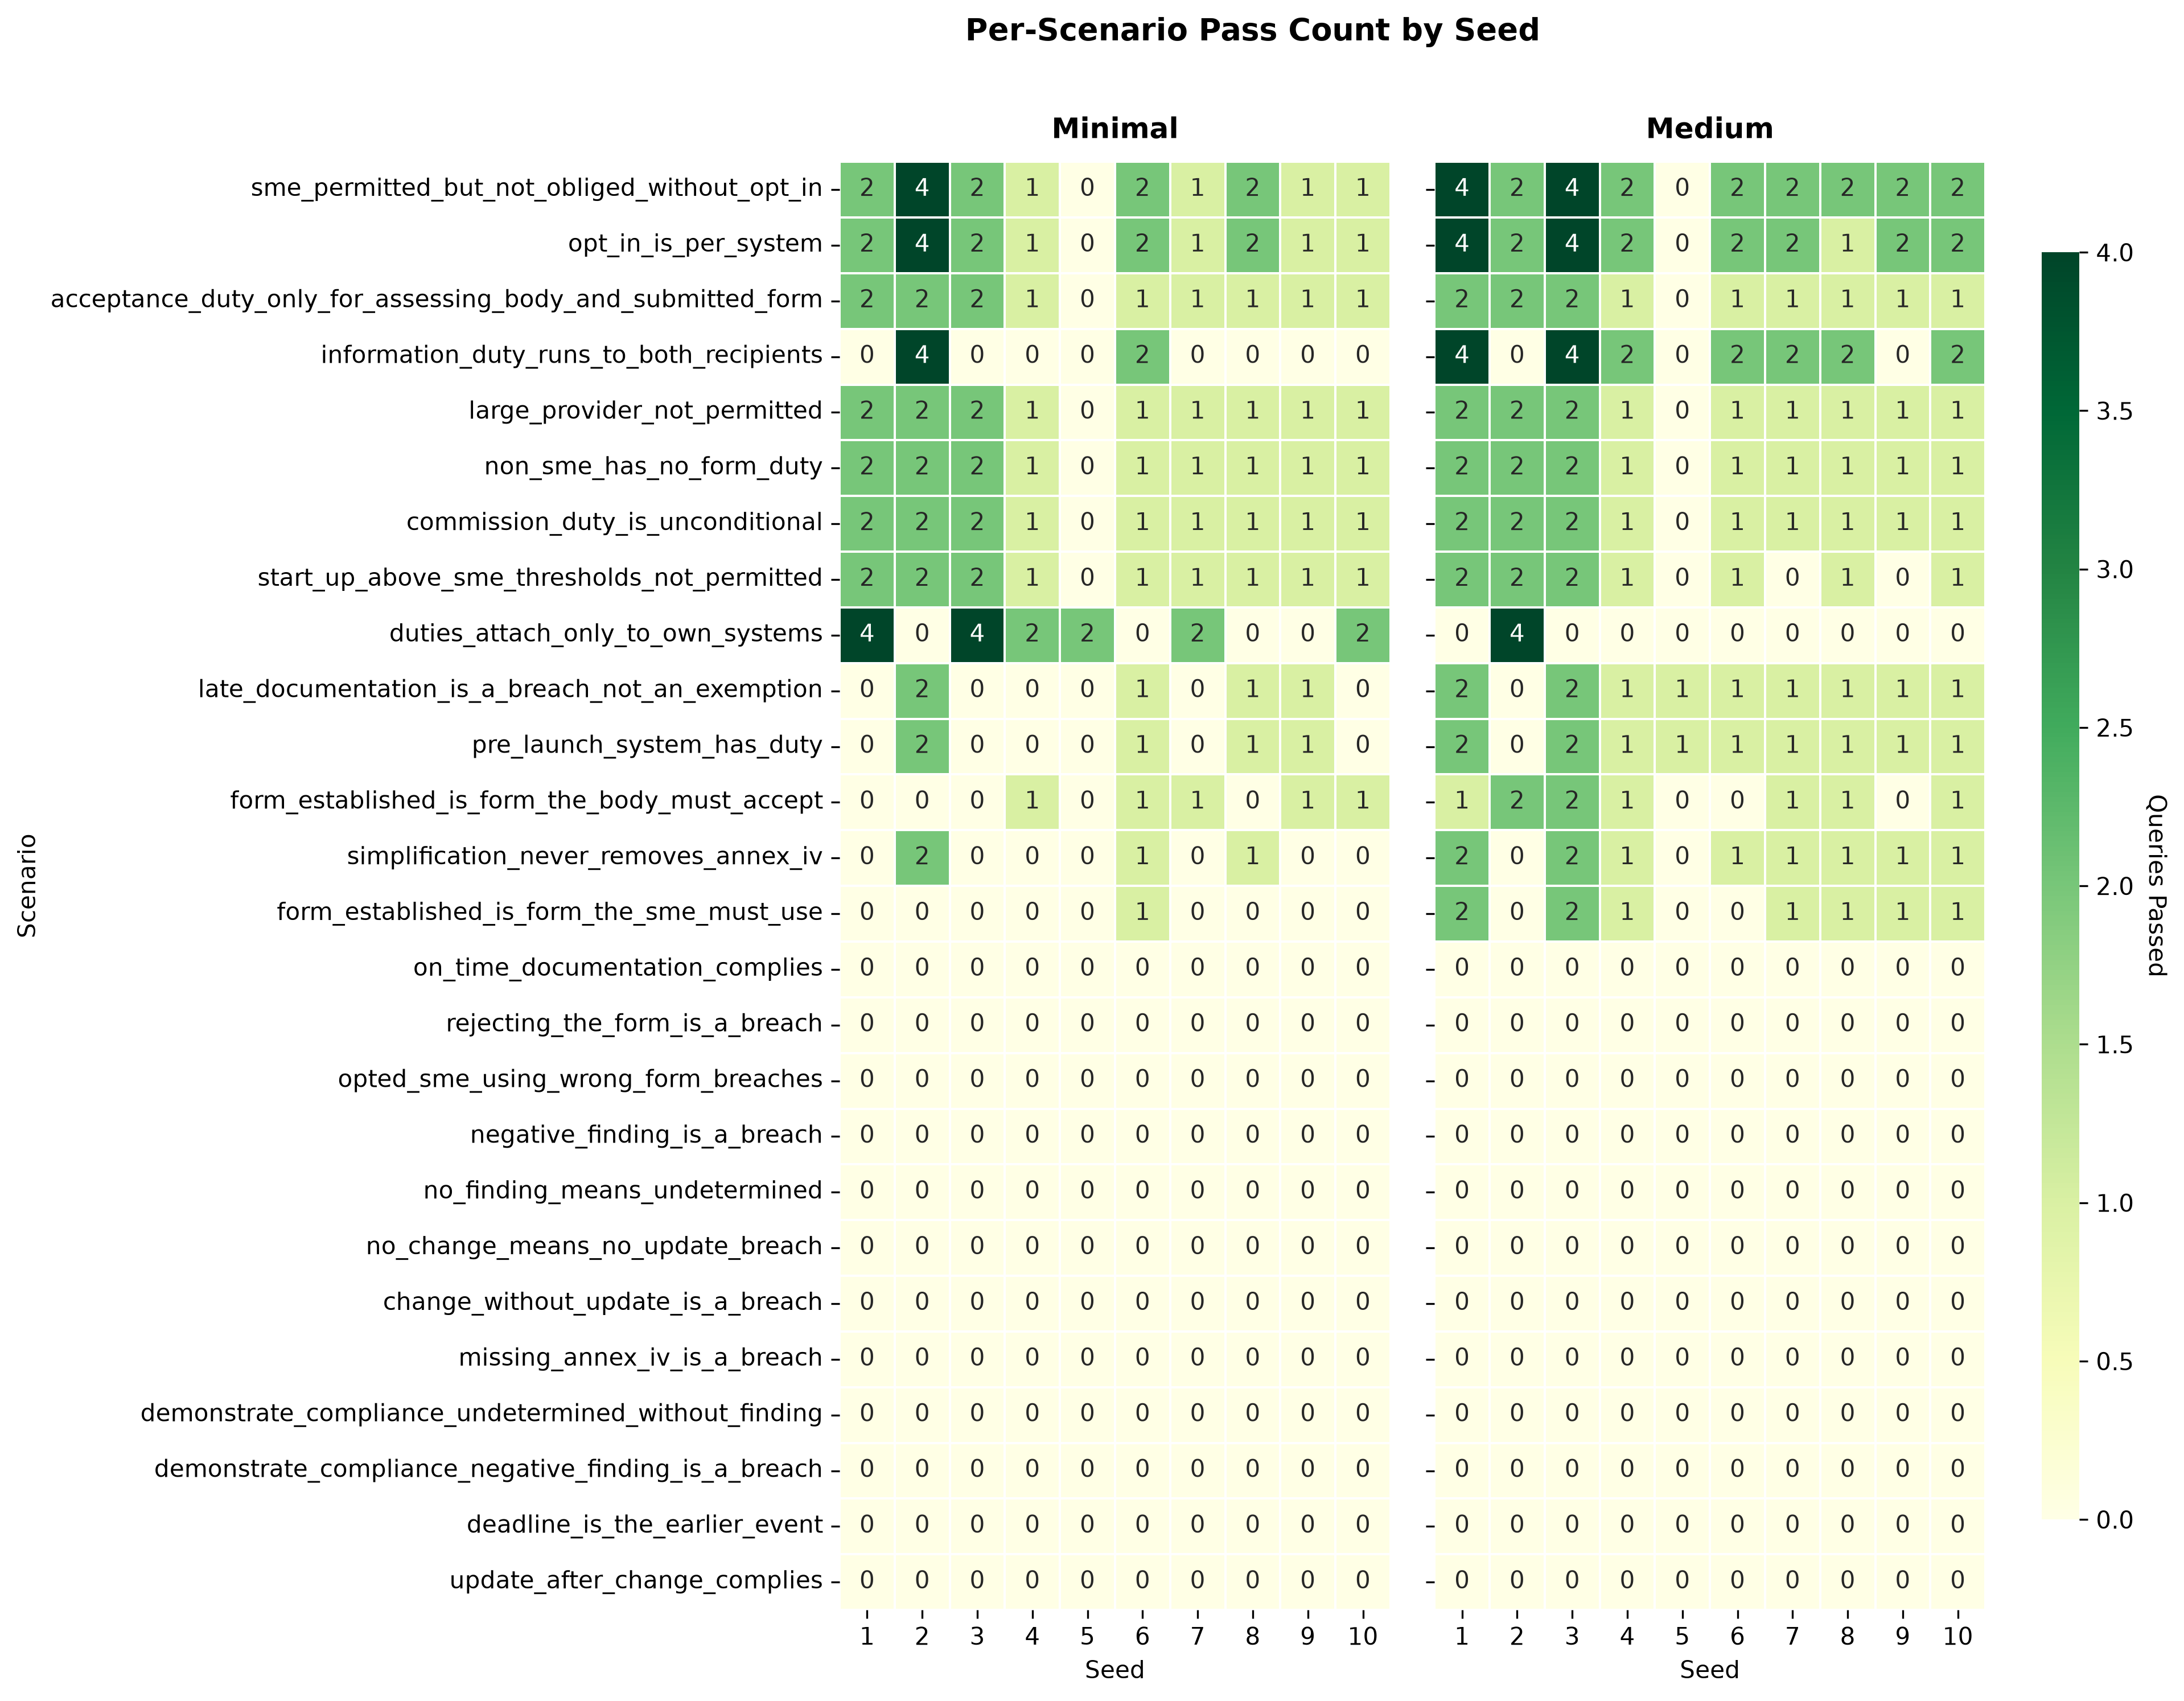 Per-Scenario Pass Count by Seed
Minimal
Medium
sme_permitted_but_not_obliged_without_opt_in 2 4 2 1 0 2 1 2 1 1 4 2 4 2 0 2 2 2 2 2
opt_in_is_per_system 2 4 2 1 0 2 1 2 1 1 4 2 4 2 0 2 2 1 2 2
acceptance_duty_only_for_assessing_body_and_submitted_form 2 2 2 1 0 1 1 1 1 1 2 2 2 1 0 1 1 1 1 1
information_duty_runs_to_both_recipients 0 4 0 0 0 2 0 0 0 0 4 0 4 2 0 2 2 2 0 2
large_provider_not_permitted 2 2 2 1 0 1 1 1 1 1 2 2 2 1 0 1 1 1 1 1
non_sme_has_no_form_duty 2 2 2 1 0 1 1 1 1 1 2 2 2 1 0 1 1 1 1 1
commission_duty_is_unconditional 2 2 2 1 0 1 1 1 1 1 2 2 2 1 0 1 1 1 1 1
start_up_above_sme_thresholds_not_permitted 2 2 2 1 0 1 1 1 1 1 2 2 2 1 0 1 0 1 0 1
duties_attach_only_to_own_systems 4 0 4 2 2 0 2 0 0 2 0 4 0 0 0 0 0 0 0 0
late_documentation_is_a_breach_not_an_exemption 0 2 0 0 0 1 0 1 1 0 2 0 2 1 1 1 1 1 1 1
pre_launch_system_has_duty 0 2 0 0 0 1 0 1 1 0 2 0 2 1 1 1 1 1 1 1
form_established_is_form_the_body_must_accept 0 0 0 1 0 1 1 0 1 1 1 2 2 1 0 0 1 1 0 1
simplification_never_removes_annex_iv 0 2 0 0 0 1 0 1 0 0 2 0 2 1 0 1 1 1 1 1
form_established_is_form_the_sme_must_use 0 0 0 0 0 1 0 0 0 0 2 0 2 1 0 0 1 1 1 1
on_time_documentation_complies 0 0 0 0 0 0 0 0 0 0 0 0 0 0 0 0 0 0 0 0
rejecting_the_form_is_a_breach 0 0 0 0 0 0 0 0 0 0 0 0 0 0 0 0 0 0 0 0
opted_sme_using_wrong_form_breaches 0 0 0 0 0 0 0 0 0 0 0 0 0 0 0 0 0 0 0 0
negative_finding_is_a_breach 0 0 0 0 0 0 0 0 0 0 0 0 0 0 0 0 0 0 0 0
no_finding_means_undetermined 0 0 0 0 0 0 0 0 0 0 0 0 0 0 0 0 0 0 0 0
no_change_means_no_update_breach 0 0 0 0 0 0 0 0 0 0 0 0 0 0 0 0 0 0 0 0
change_without_update_is_a_breach 0 0 0 0 0 0 0 0 0 0 0 0 0 0 0 0 0 0 0 0
missing_annex_iv_is_a_breach 0 0 0 0 0 0 0 0 0 0 0 0 0 0 0 0 0 0 0 0
demonstrate_compliance_undetermined_without_finding 0 0 0 0 0 0 0 0 0 0 0 0 0 0 0 0 0 0 0 0
demonstrate_compliance_negative_finding_is_a_breach 0 0 0 0 0 0 0 0 0 0 0 0 0 0 0 0 0 0 0 0
deadline_is_the_earlier_event 0 0 0 0 0 0 0 0 0 0 0 0 0 0 0 0 0 0 0 0
update_after_change_complies 0 0 0 0 0 0 0 0 0 0 0 0 0 0 0 0 0 0 0 0
1 2 3 4 5 6 7 8 9 10 1 2 3 4 5 6 7 8 9 10
Seed
Seed
Scenario
4.0
3.5
3.0
2.5
2.0
1.5
1.0
0.5
0.0
Queries Passed